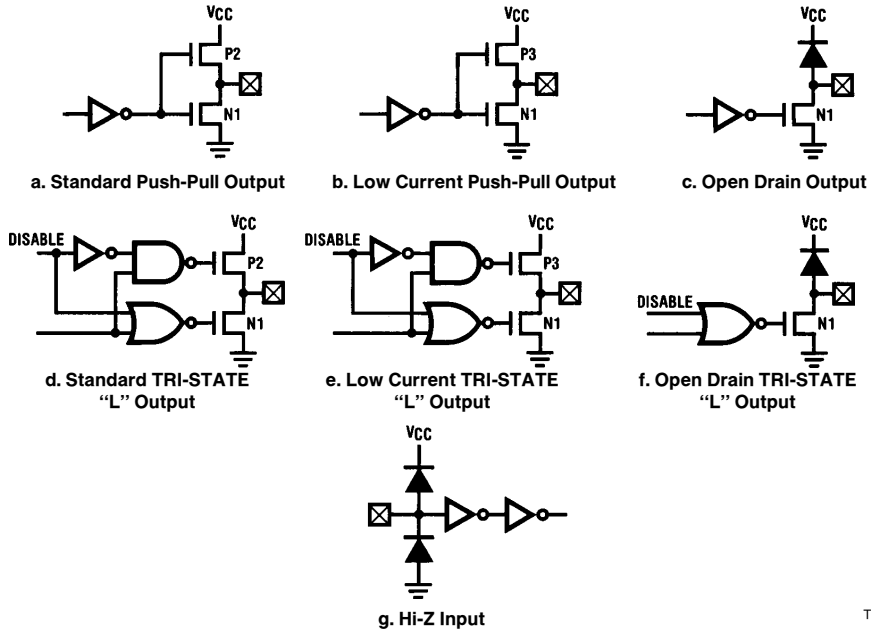 VCC VCC VCC
P2 P3
N1 N1 N1
a. Standard Push-Pull Output b. Low Current Push-Pull Output c. Open Drain Output
VCC VCC VCC
DISABLE DISABLE
P2 P3
DISABLE
N1 N1 N1
d. Standard TRI-STATE e. Low Current TRI-STATE f. Open Drain TRI-STATE
“L” Output “L” Output “L” Output
VCC
g. Hi-Z Input
T